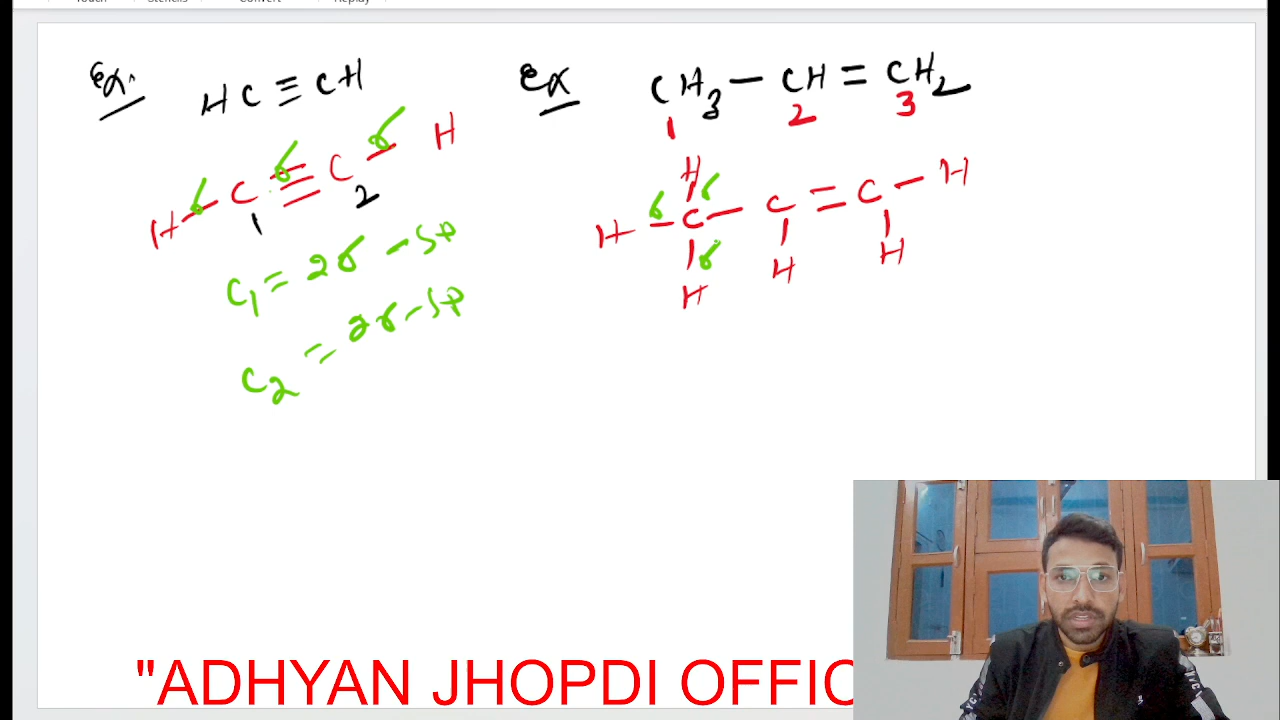 Ex:
HC ≡ CH
H - C ≡ C - H
σ σ σ
1 2
C1 = 2σ - SP
C2 = 2σ - SP
Ex
CH3 - CH = CH2
1 2 3
H
H - C - C = C - H
σ σ σ
H H H
"ADHYAN JHOPDI OFFIC